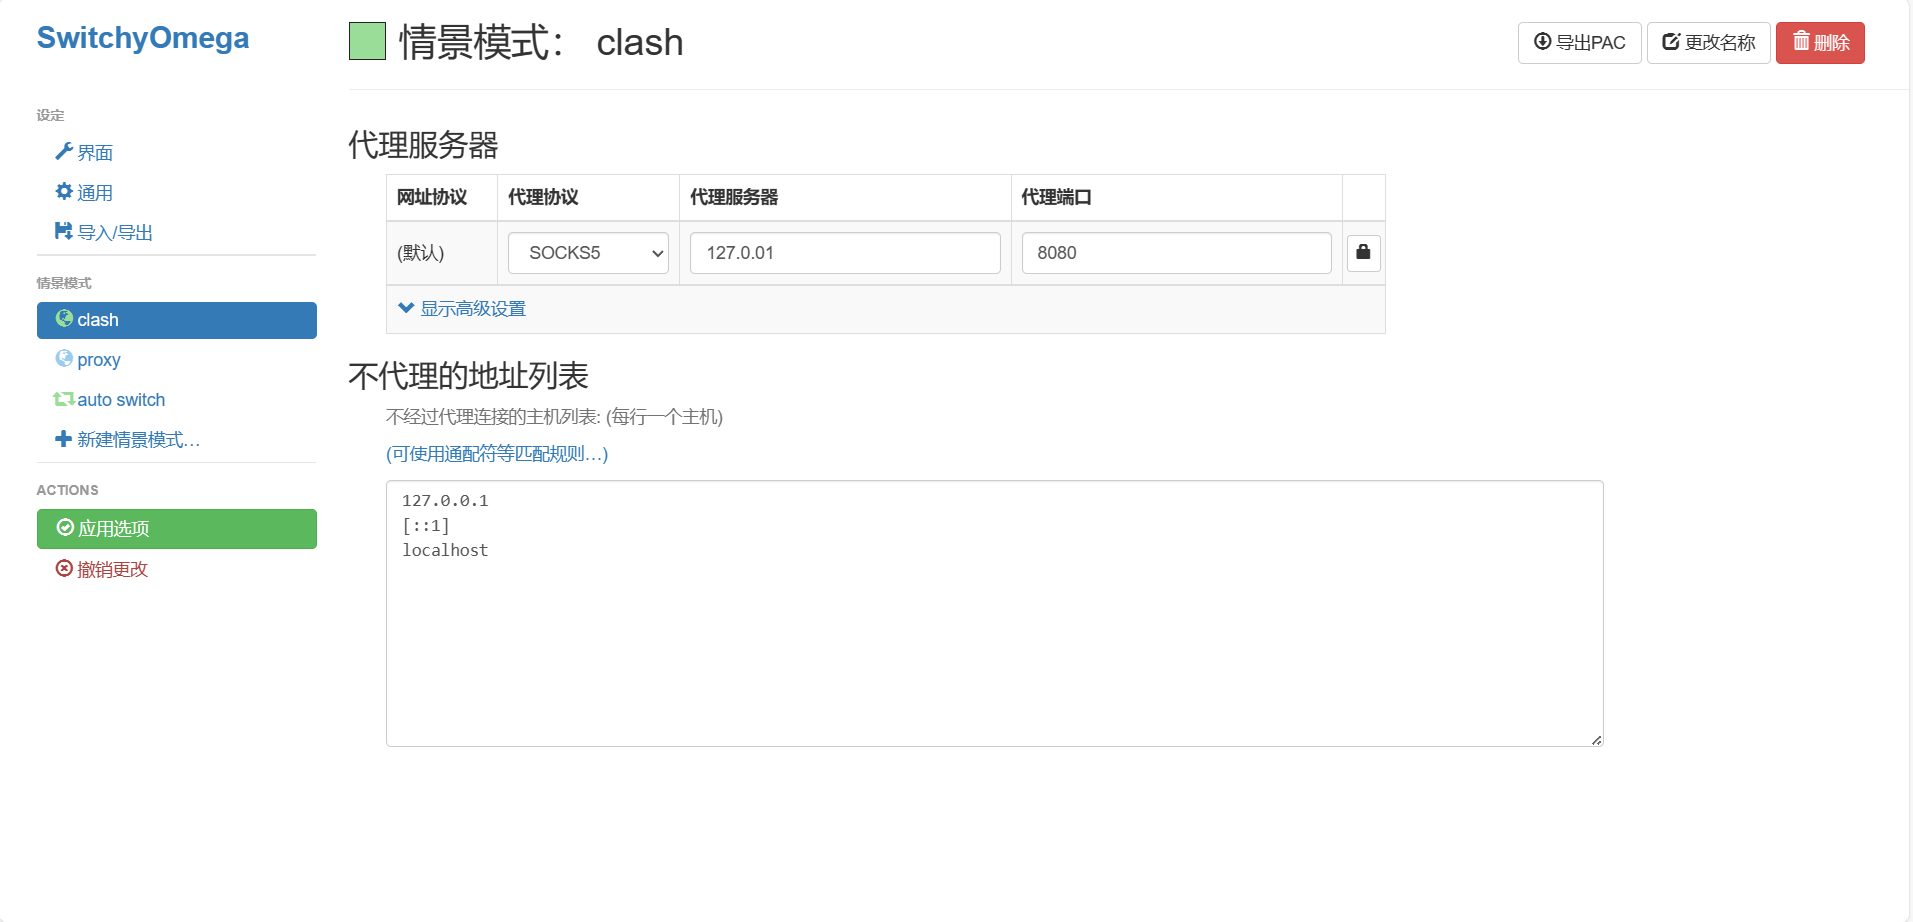 SwitchyOmega
设定
界面
通用
导入/导出
情景模式
clash
proxy
auto switch
新建情景模式…
ACTIONS
应用选项
撤销更改
情景模式： clash
导出PAC
更改名称
删除
代理服务器
网址协议 代理协议 代理服务器 代理端口
(默认) SOCKS5 127.0.01 8080
显示高级设置
不代理的地址列表
不经过代理连接的主机列表: (每行一个主机)
(可使用通配符等匹配规则…)
127.0.0.1
[::1]
localhost